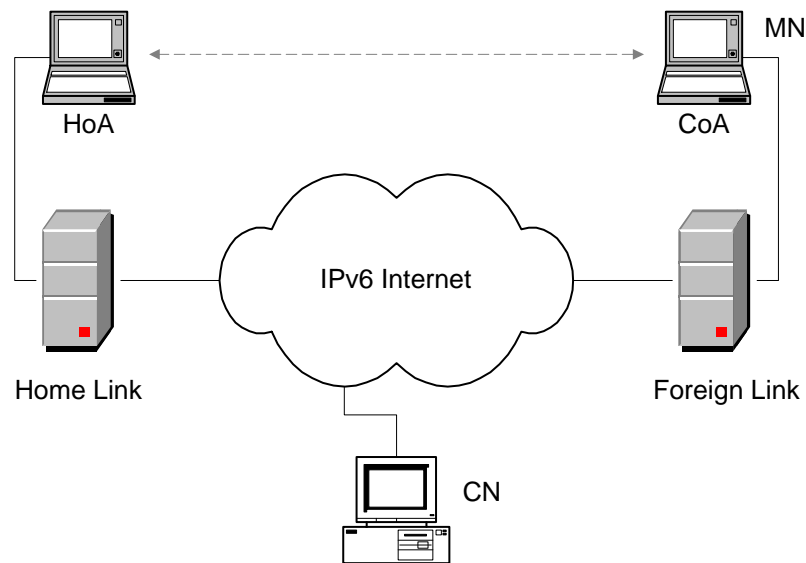 MN
HoA
CoA
IPv6 Internet
Home Link
Foreign Link
CN